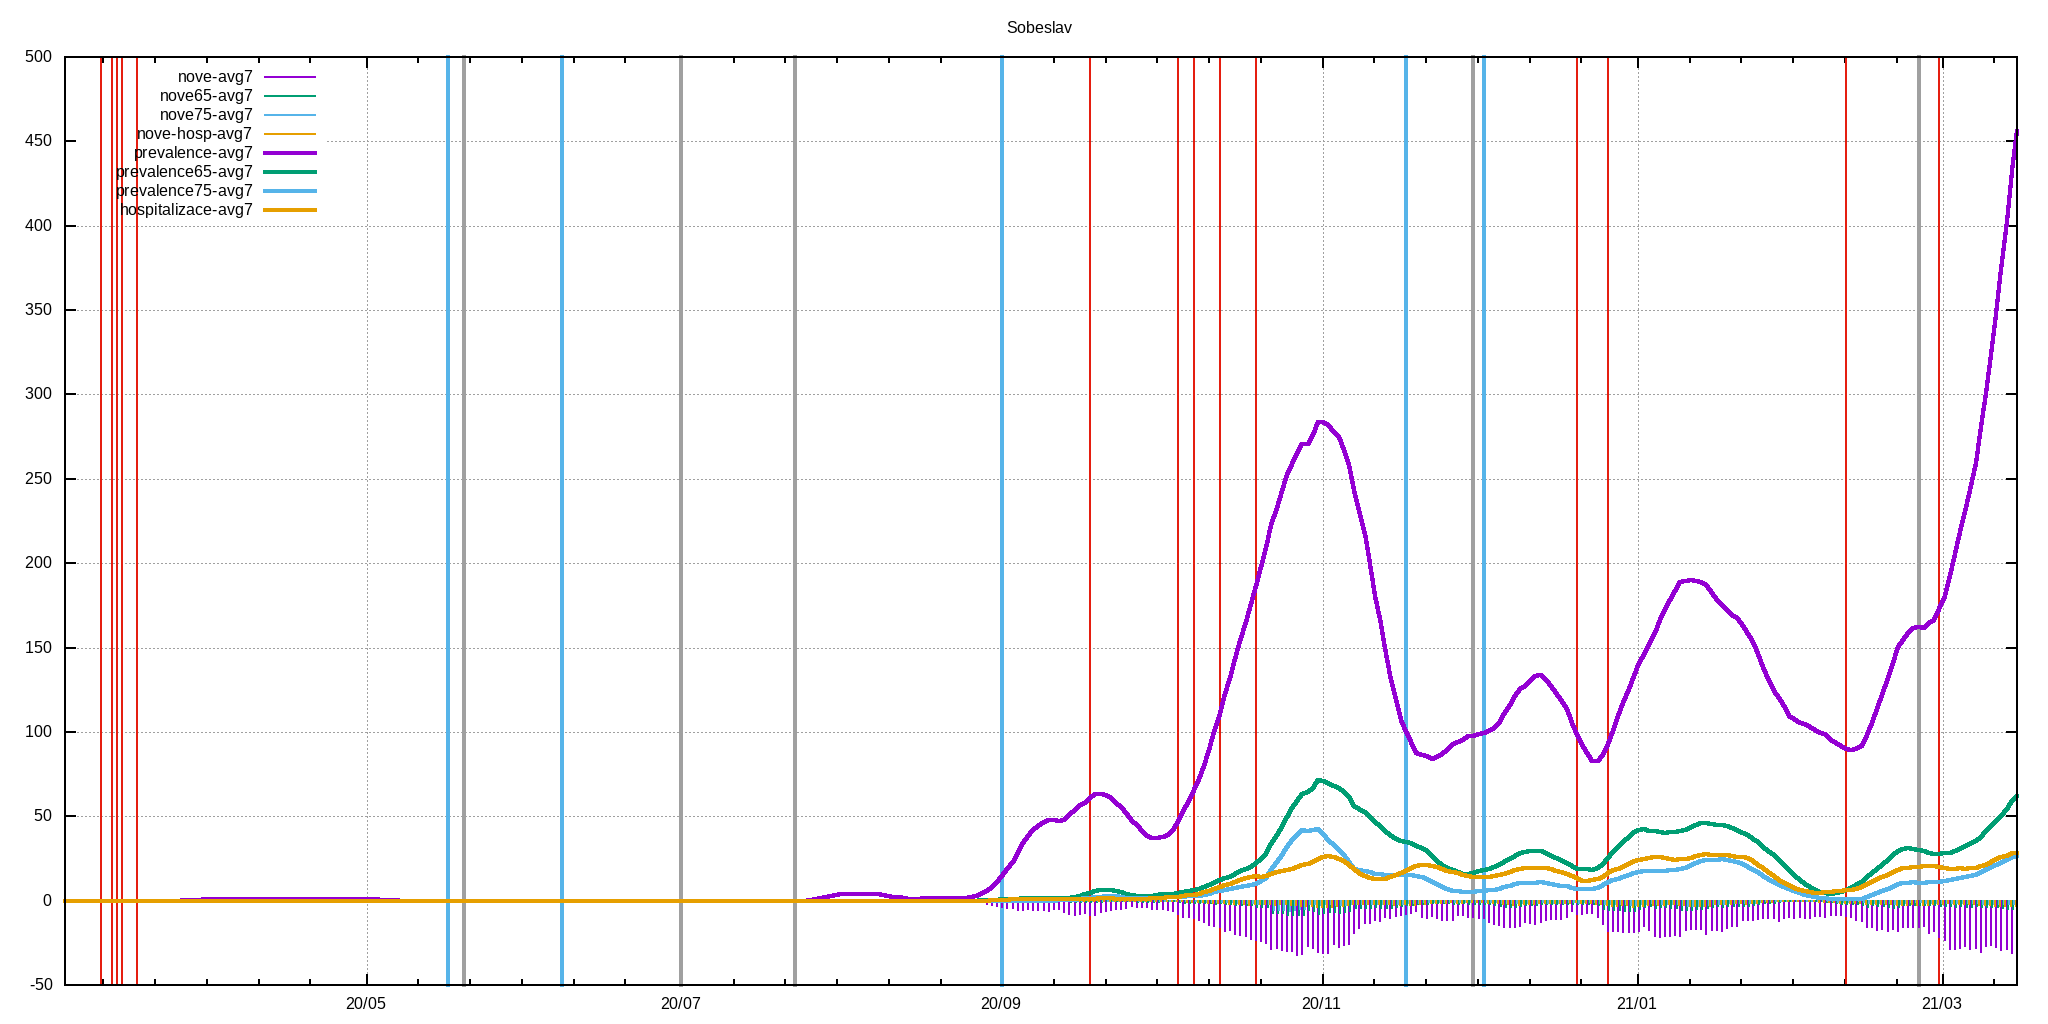 Sobeslav
500
450
400
350
300
250
200
150
100
50
0
-50
nove-avg7
nove65-avg7
nove75-avg7
nove-hosp-avg7
prevalence-avg7
prevalence65-avg7
prevalence75-avg7
hospitalizace-avg7
20/05 20/07 20/09 20/11 21/01 21/03